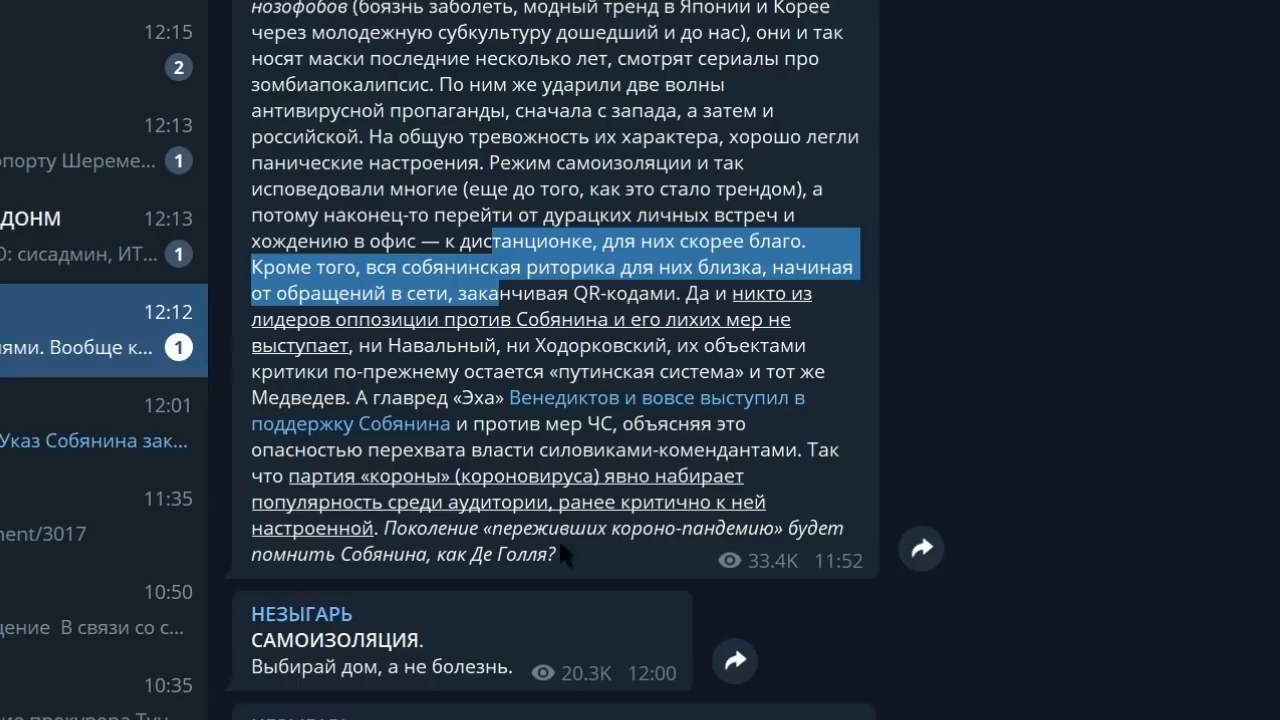 12:15
2
12:13
опорту Шереме... 1
ДОНМ 12:13
О: сисадмин, ИТ... 1
12:12
иями. Вообще к... 1
12:01
Указ Собянина зак...
11:35
ment/3017
10:50
цение В связи со с...
10:35
нозофобов (боязнь заболеть, модный тренд в Японии и Корее
через молодежную субкультуру дошедший и до нас), они и так
носят маски последние несколько лет, смотрят сериалы про
зомбиапокалипсис. По ним же ударили две волны
антивирусной пропаганды, сначала с запада, а затем и
российской. На общую тревожность их характера, хорошо легли
панические настроения. Режим самоизоляции и так
исповедовали многие (еще до того, как это стало трендом), а
потому наконец-то перейти от дурацких личных встреч и
хождению в офис — к дистанционке, для них скорее благо.
Кроме того, вся собянинская риторика для них близка, начиная
от обращений в сети, заканчивая QR-кодами. Да и никто из
лидеров оппозиции против Собянина и его лихих мер не
выступает, ни Навальный, ни Ходорковский, их объектами
критики по-прежнему остается «путинская система» и тот же
Медведев. А главред «Эха» Венедиктов и вовсе выступил в
поддержку Собянина и против мер ЧС, объясняя это
опасностью перехвата власти силовиками-комендантами. Так
что партия «короны» (короновируса) явно набирает
популярность среди аудитории, ранее критично к ней
настроенной. Поколение «переживших короно-пандемию» будет
помнить Собянина, как Де Голля?
33.4K 11:52
НЕЗЫГАРЬ
САМОИЗОЛЯЦИЯ.
Выбирай дом, а не болезнь.
20.3K 12:00